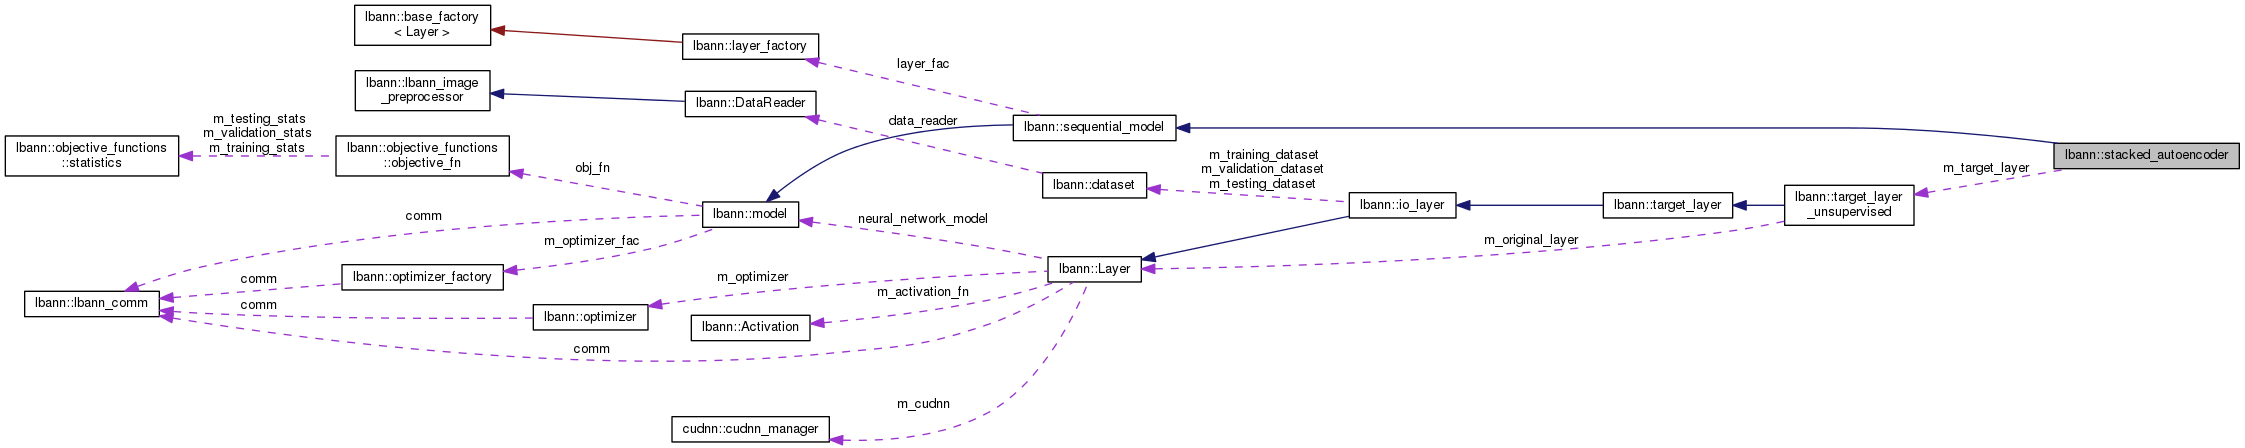 lbann::base_factory
< Layer >
lbann::layer_factory
layer_fac
lbann::lbann_image
_preprocessor
lbann::DataReader
data_reader
lbann::sequential_model
m_testing_stats
m_validation_stats
m_training_stats
lbann::objective_functions
::statistics
lbann::objective_functions
::objective_fn
obj_fn
m_training_dataset
m_validation_dataset
m_testing_dataset
lbann::dataset
lbann::stacked_autoencoder
m_target_layer
lbann::target_layer
_unsupervised
lbann::target_layer
lbann::io_layer
lbann::model
comm
neural_network_model
m_optimizer_fac
m_original_layer
lbann::Layer
lbann::optimizer_factory
comm
m_optimizer
m_activation_fn
lbann::lbann_comm
comm
lbann::optimizer
lbann::Activation
comm
m_cudnn
cudnn::cudnn_manager